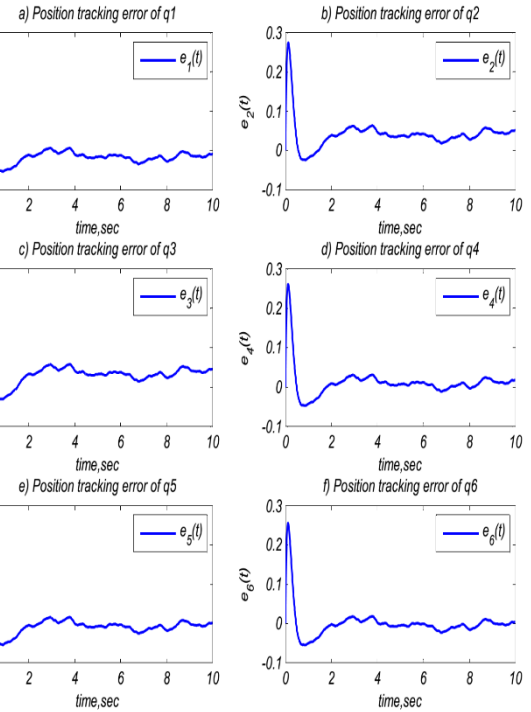 a) Position tracking error of q1
b) Position tracking error of q2
e1(t)
e2(t)
e2(t)
0.3
0.2
0.1
0
-0.1
2 4 6 8 10
0 2 4 6 8 10
time,sec
time,sec
c) Position tracking error of q3
d) Position tracking error of q4
e3(t)
e4(t)
e4(t)
0.3
0.2
0.1
0
-0.1
2 4 6 8 10
0 2 4 6 8 10
time,sec
time,sec
e) Position tracking error of q5
f) Position tracking error of q6
e5(t)
e6(t)
e6(t)
0.3
0.2
0.1
0
-0.1
2 4 6 8 10
0 2 4 6 8 10
time,sec
time,sec